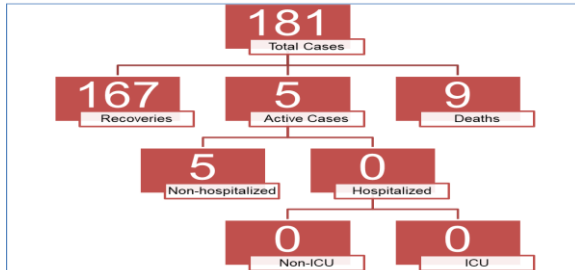 181
Total Cases
167
Recoveries
5
Active Cases
9
Deaths
5
Non-hospitalized
0
Hospitalized
0
Non-ICU
0
ICU